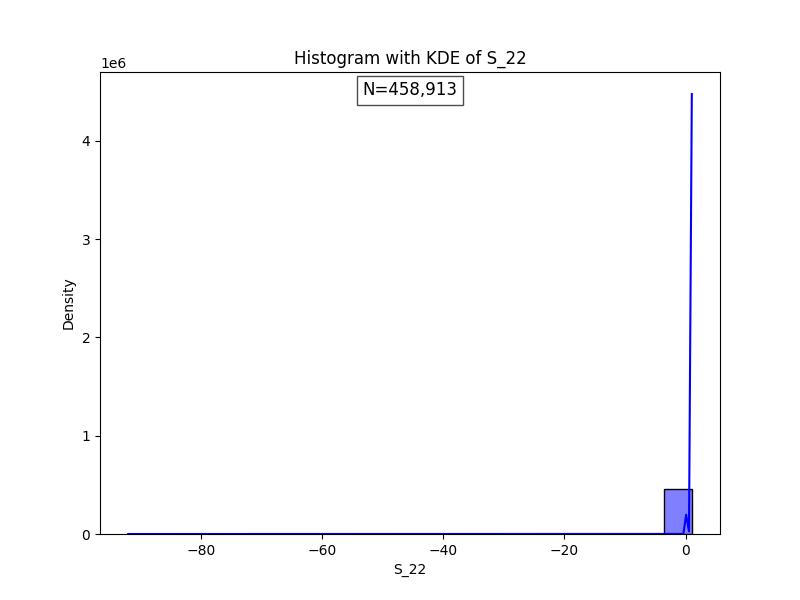 Histogram with KDE of S_22
1e6
N=458,913
4
3
2
1
0
Density
−80
−60
−40
−20
0
S_22